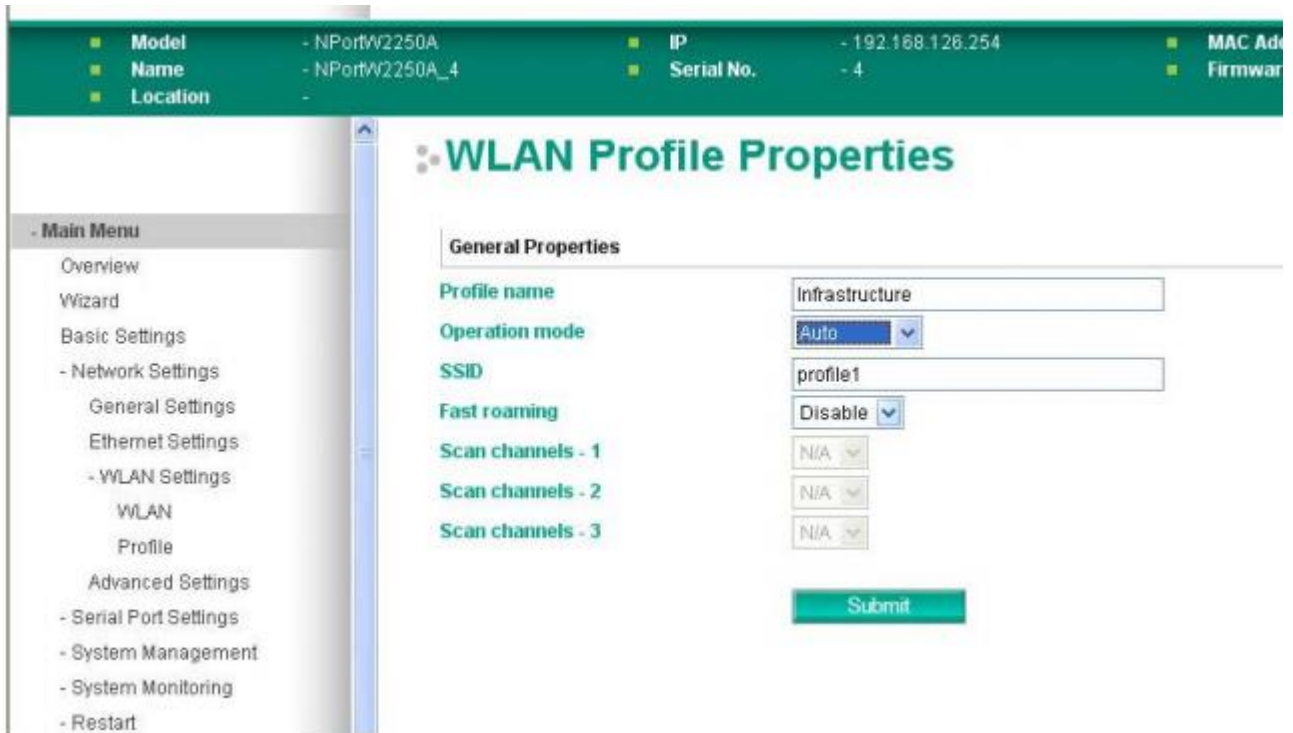 Model - NPortW2250A IP - 192.168.126.254 MAC
Name - NPortW2250A_4 Serial No. - 4
Location -
WLAN Profile Properties
- Main Menu
Overview
Wizard
Basic Settings
- Network Settings
General Settings
Ethernet Settings
- WLAN Settings
WLAN
Profile
Advanced Settings
- Serial Port Settings
- System Management
- System Monitoring
- Restart
General Properties
Profile name Infrastructure
Operation mode Auto
SSID profile1
Fast roaming Disable
Scan channels - 1 N/A
Scan channels - 2 N/A
Scan channels - 3 N/A
Submit